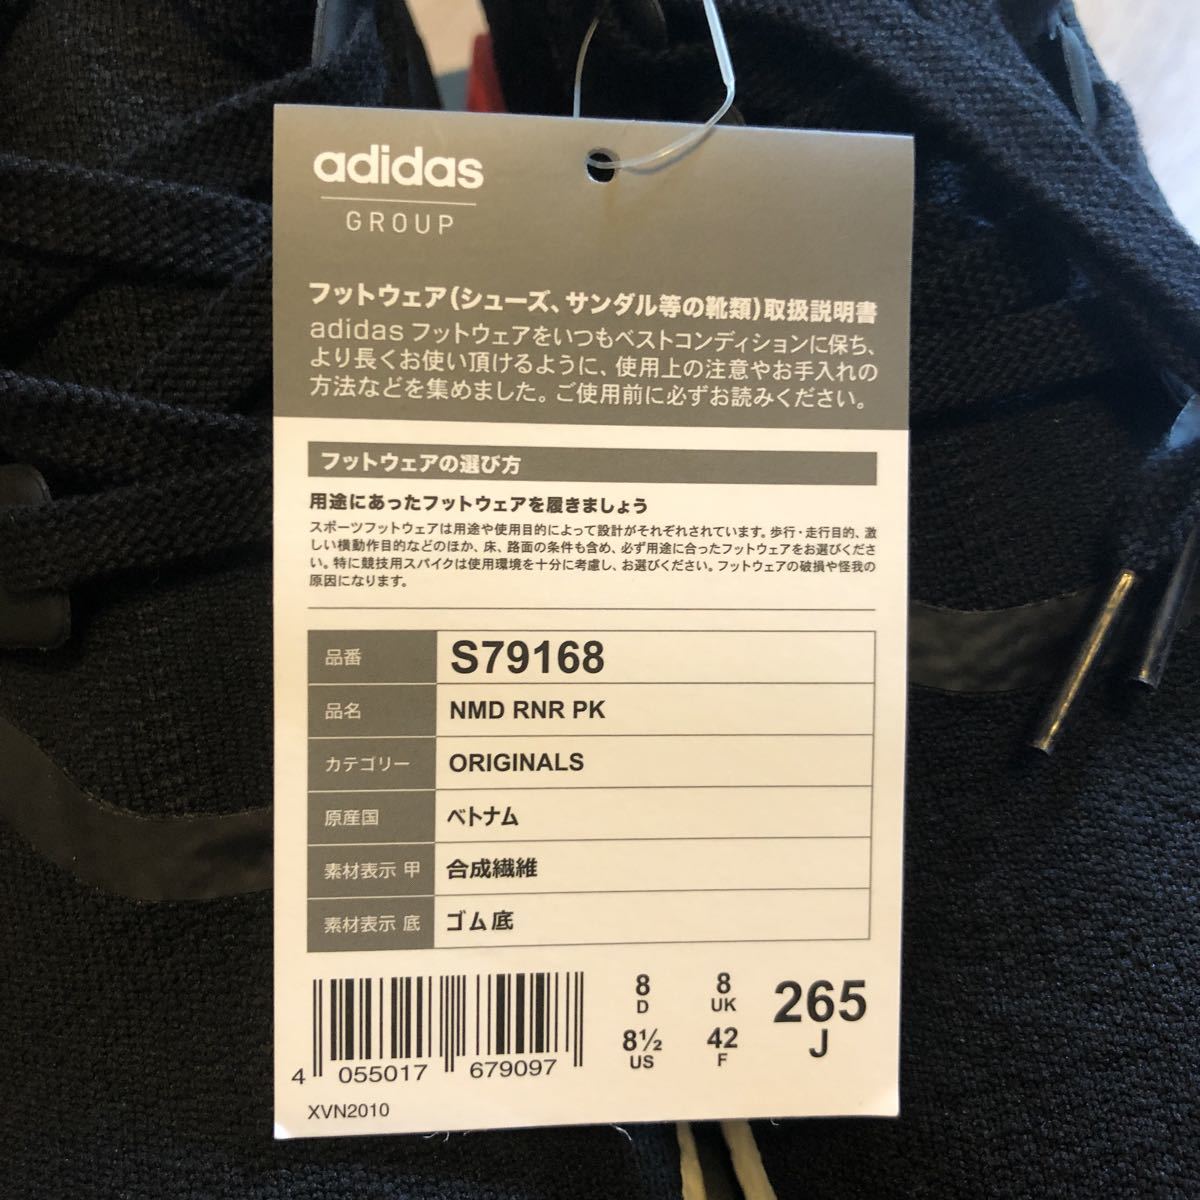 adidas
GROUP
フットウェア(シューズ、サンダル等の靴類)取扱説明書
adidas フットウェアをいつもベストコンディションに保ち、
より長くお使い頂けるように、使用上の注意やお手入れの
方法などを集めました。ご使用前に必ずお読みください。
フットウェアの選び方
用途にあったフットウェアを履きましょう
スポーツフットウェアは用途や使用目的によって設計がそれぞれされています。歩行・走行目的、激
しい横動作目的などのほか、床、路面の条件も含め、必ず用途に合ったフットウェアをお選びくださ
い。特に競技用スパイクは使用環境を十分に考慮し、お選びください。フットウェアの破損や怪我の
原因になります。
品番 S79168
品名 NMD RNR PK
カテゴリー ORIGINALS
原産国 ベトナム
素材表示 甲 合成繊維
素材表示 底 ゴム底
8 8 265
D UK
8½ 42 J
US F
4 055017 679097
XVN2010